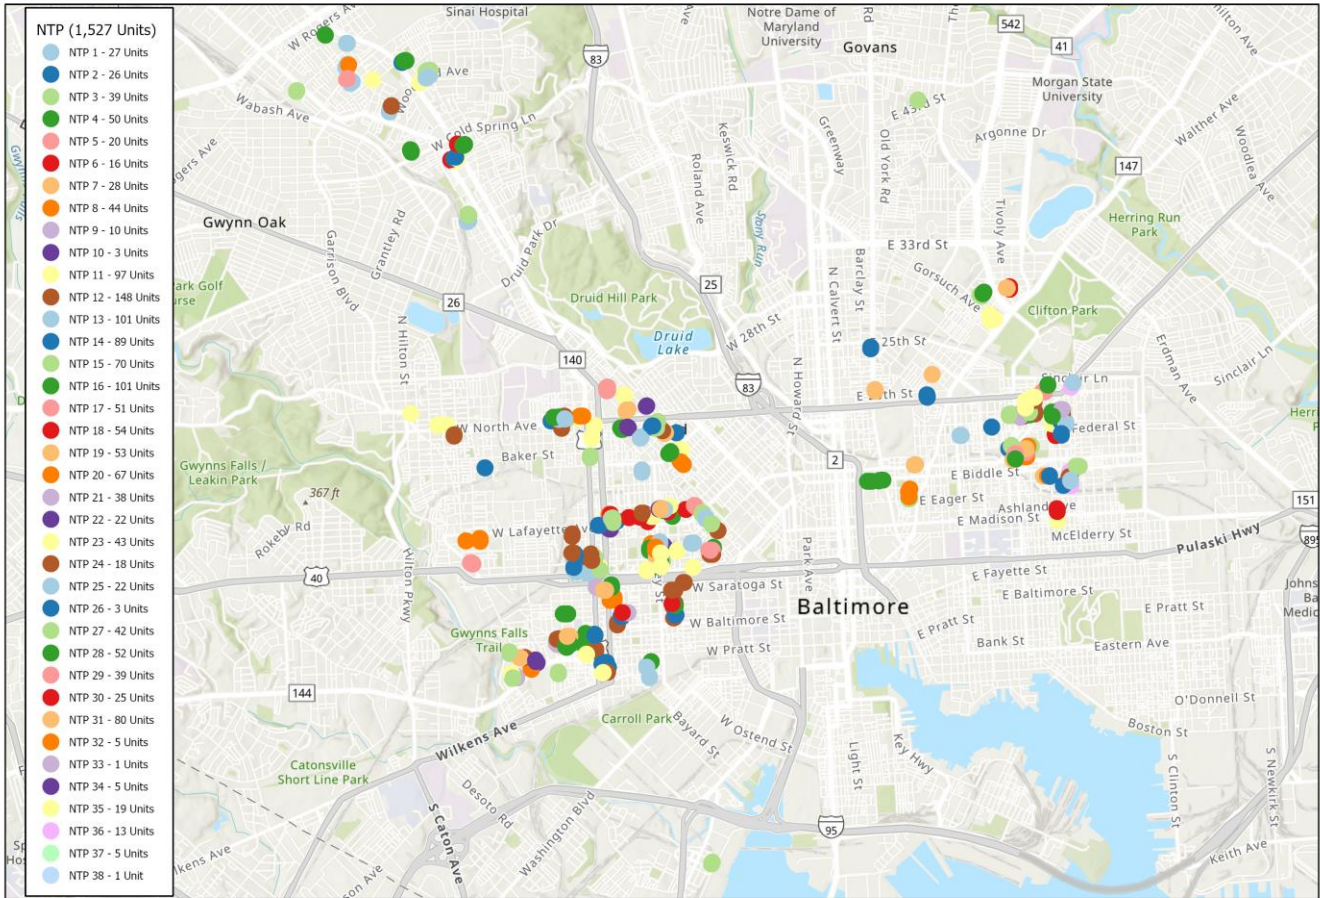 NTP (1,527 Units)
NTP 1 - 27 Units
NTP 2 - 26 Units
NTP 3 - 39 Units
NTP 4 - 50 Units
NTP 5 - 20 Units
NTP 6 - 16 Units
NTP 7 - 28 Units
NTP 8 - 44 Units
NTP 9 - 10 Units
NTP 10 - 3 Units
NTP 11 - 97 Units
NTP 12 - 148 Units
NTP 13 - 101 Units
NTP 14 - 89 Units
NTP 15 - 70 Units
NTP 16 - 101 Units
NTP 17 - 51 Units
NTP 18 - 54 Units
NTP 19 - 53 Units
NTP 20 - 67 Units
NTP 21 - 38 Units
NTP 22 - 22 Units
NTP 23 - 43 Units
NTP 24 - 18 Units
NTP 25 - 22 Units
NTP 26 - 3 Units
NTP 27 - 42 Units
NTP 28 - 52 Units
NTP 29 - 39 Units
NTP 30 - 25 Units
NTP 31 - 80 Units
NTP 32 - 5 Units
NTP 33 - 1 Units
NTP 34 - 5 Units
NTP 35 - 19 Units
NTP 36 - 13 Units
NTP 37 - 5 Units
NTP 38 - 1 Unit
W Rogers Ave
Sinai Hospital
Notre Dame of
Maryland
University
Govans
542
41
83
Morgan State
University
Wabash Ave
W Cold Spring Ln
E 43rd St
Argonne Dr
Walther Ave
Woodlea Ave
147
Keswick Rd
Roland Ave
Greenway
Old York Rd
Stony Run
Tivoly Ave
Herring Run
Park
Gwynn Oak
Garrison Blvd
Grantley Rd
Druid Park Dr
E 33rd St
Gorsuch Ave
Clifton Park
25
26
Druid Hill Park
Druid
Lake
W 28th St
N Calvert St
Barclay St
25th St
N Hilton St
140
83
N Howard St
Sinclair Ln
Erdman Ave
Sinclair Ln
W North Ave
Federal St
Baker St
2
E Biddle St
Gwynns Falls /
Leakin Park
367 ft
E Eager St
E Madison St
McElderry St
151
895
Pulaski Hwy
Rokeby Rd
W Lafayette Ave
Hilton Pkwy
40
W Saratoga St
Park Ave
E Fayette St
E Baltimore St
Baltimore
W Baltimore St
E Pratt St
E Pratt St
Bank St
Eastern Ave
Gwynns Falls
Trail
W Pratt St
144
O'Donnell St
Boston St
Carroll Park
Bayard St
W Ostend St
Wilkens Ave
Light St
Key Hwy
Catonsville
Short Line Park
Desoto Rd
Washington Blvd
S Caton Ave
S Clinton St
S Newkirk St
95
Keith Ave